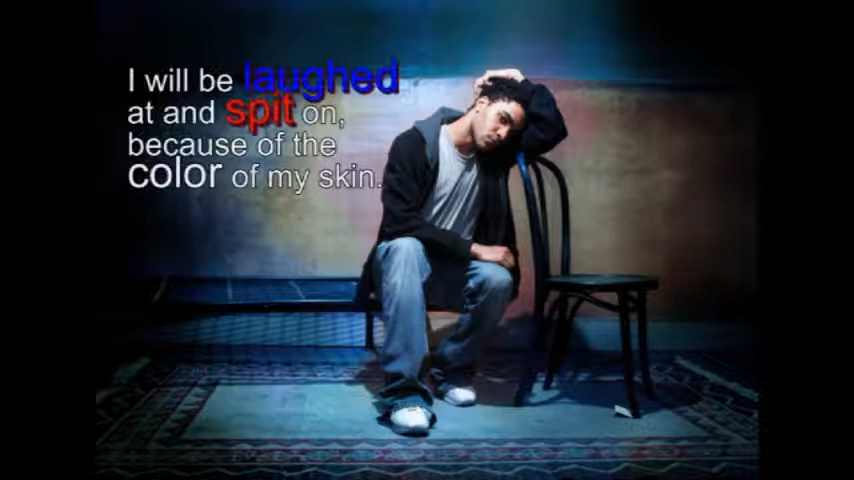 I will be laughed
at and spit on,
because of the
color of my skin.